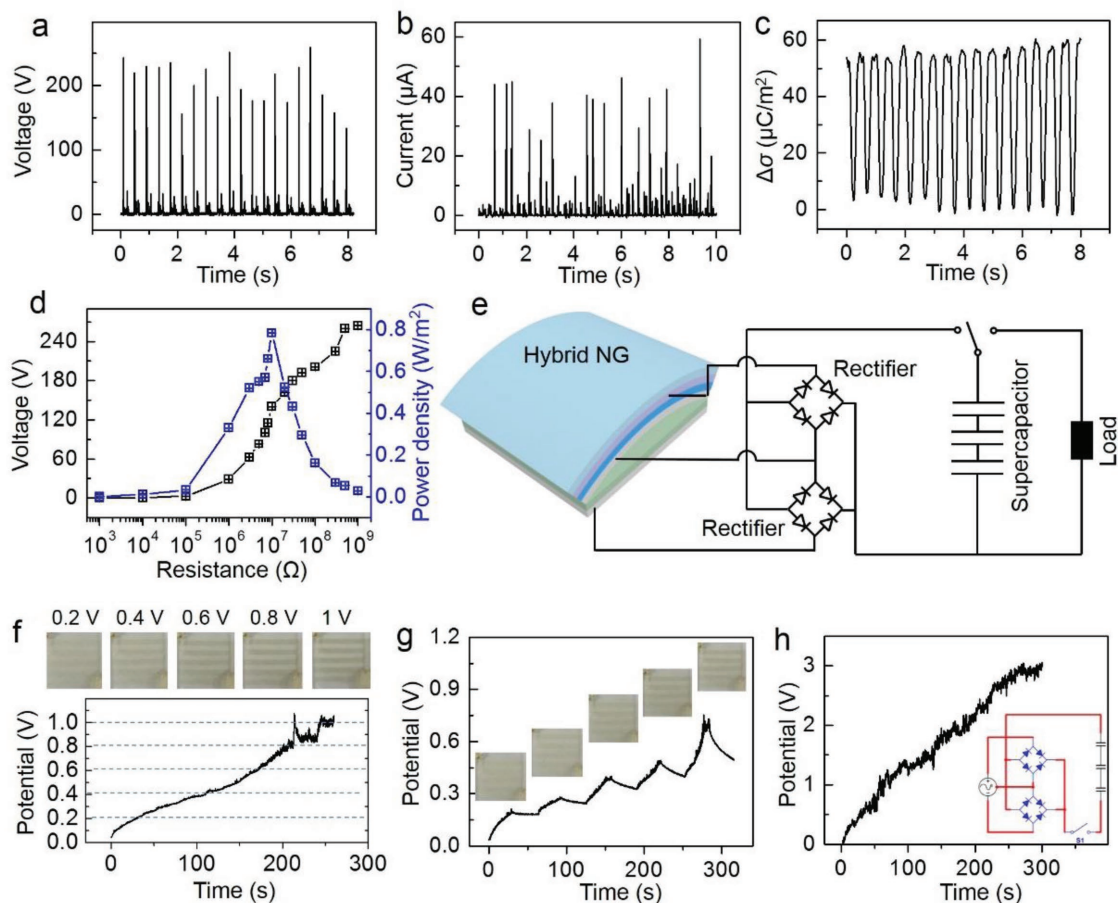 a
Voltage (V)
200
100
0
0 2 4 6 8
Time (s)
b
Current (μA)
60
40
20
0
0 2 4 6 8 10
Time (s)
c
Δσ (μC/m²)
60
40
20
0
0 2 4 6 8
Time (s)
d
Voltage (V)
240
180
120
60
0
10³ 10⁴ 10⁵ 10⁶ 10⁷ 10⁸ 10⁹
Resistance (Ω)
0.8
0.6
0.4
0.2
0.0
Power density (W/m²)
e
Hybrid NG
Rectifier
Rectifier
Supercapacitor
Load
f
0.2 V 0.4 V 0.6 V 0.8 V 1 V
Potential (V)
1.0
0.8
0.6
0.4
0.2
0.0
0 100 200 300
Time (s)
g
Potential (V)
1.2
0.9
0.6
0.3
0.0
0 100 200 300
Time (s)
h
Potential (V)
3
2
1
0
0 100 200 300
Time (s)
S1